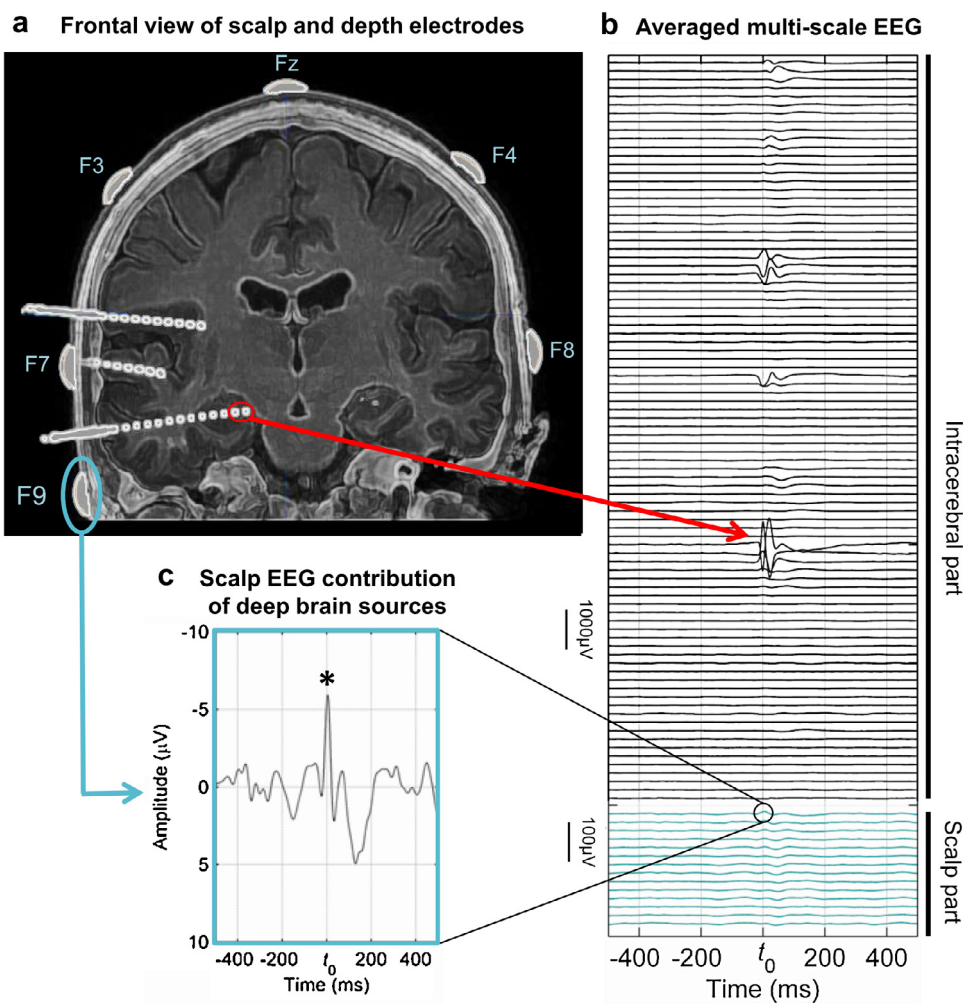 a Frontal view of scalp and depth electrodes
Fz
F3
F4
F7
F8
F9
b Averaged multi-scale EEG
1000µV
100µV
Intracerebral part
Scalp part
-400 -200 t0 200 400
Time (ms)
c Scalp EEG contribution
of deep brain sources
-10
-5
0
5
10
Amplitude (µV)
*
-400 -200 t0 200 400
Time (ms)